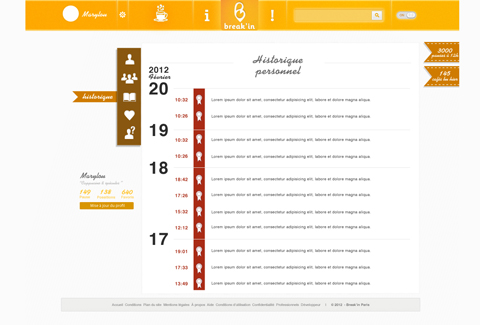 Marylou
break'in
3000
145
Historique
personnel
historique
2012
Février
20
10:32 Lorem ipsum dolor sit amet, consectetur adipisicing elit, labore et dolore magna aliqua.
10:26 Lorem ipsum dolor sit amet, consectetur adipisicing elit, labore et dolore magna aliqua.
19
10:32 Lorem ipsum dolor sit amet, consectetur adipisicing elit, labore et dolore magna aliqua.
10:26 Lorem ipsum dolor sit amet, consectetur adipisicing elit, labore et dolore magna aliqua.
18
18:42 Lorem ipsum dolor sit amet, consectetur adipisicing elit, labore et dolore magna aliqua.
17:26 Lorem ipsum dolor sit amet, consectetur adipisicing elit, labore et dolore magna aliqua.
15:32 Lorem ipsum dolor sit amet, consectetur adipisicing elit, labore et dolore magna aliqua.
12:12 Lorem ipsum dolor sit amet, consectetur adipisicing elit, labore et dolore magna aliqua.
17
19:01 Lorem ipsum dolor sit amet, consectetur adipisicing elit, labore et dolore magna aliqua.
17:33 Lorem ipsum dolor sit amet, consectetur adipisicing elit, labore et dolore magna aliqua.
13:48 Lorem ipsum dolor sit amet, consectetur adipisicing elit, labore et dolore magna aliqua.
Marylou
149 138 640
Mise à jour du profil
Accueil Conditions Plan du site Mentions légales À propos Aide Conditions d'utilisation Confidentialité Professionnels Développeurs | © 2012 - Break'in Paris